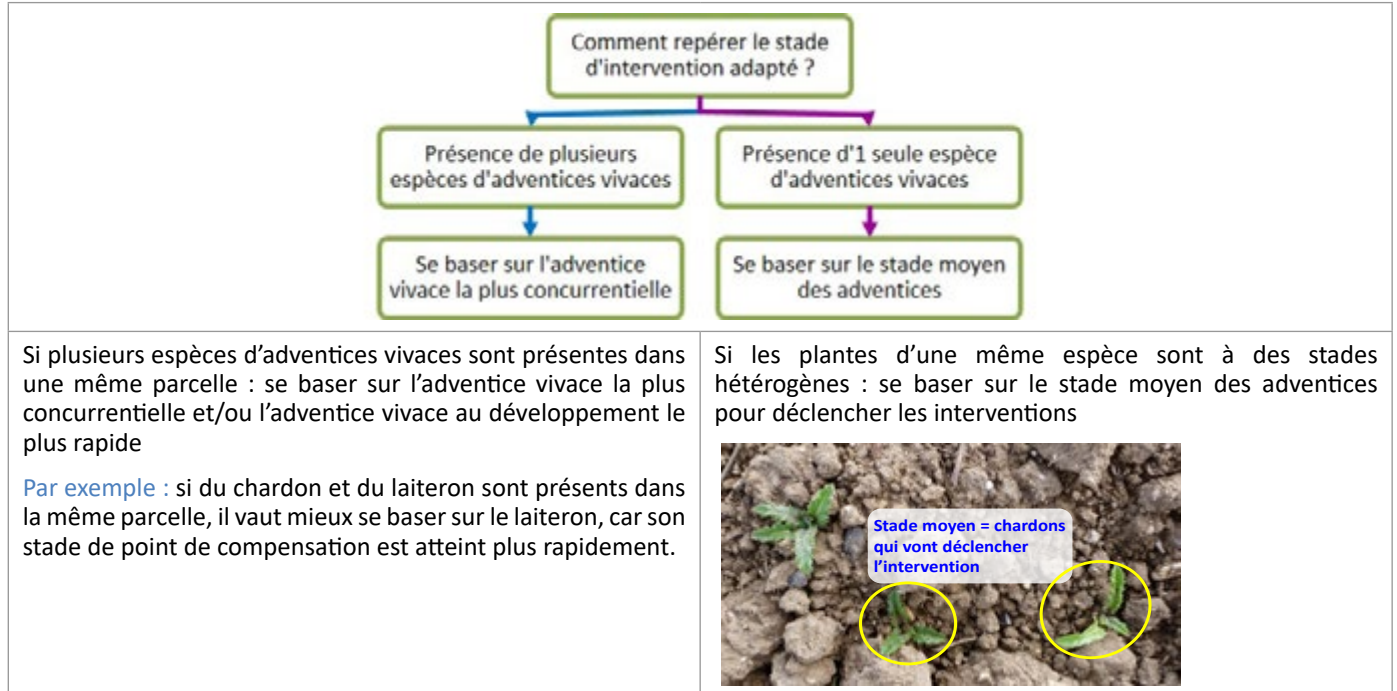 Comment repérer le stade
d'intervention adapté ?
Présence de plusieurs
espèces d'adventices vivaces
Présence d'1 seule espèce
d'adventices vivaces
Se baser sur l'adventice
vivace la plus concurrentielle
Se baser sur le stade moyen
des adventices
Si plusieurs espèces d’adventices vivaces sont présentes dans
une même parcelle : se baser sur l’adventice vivace la plus
concurrentielle et/ou l’adventice vivace au développement le
plus rapide
Par exemple : si du chardon et du laiteron sont présents dans
la même parcelle, il vaut mieux se baser sur le laiteron, car son
stade de point de compensation est atteint plus rapidement.
Si les plantes d’une même espèce sont à des stades
hétérogènes : se baser sur le stade moyen des adventices
pour déclencher les interventions
Stade moyen = chardons
qui vont déclencher
l’intervention